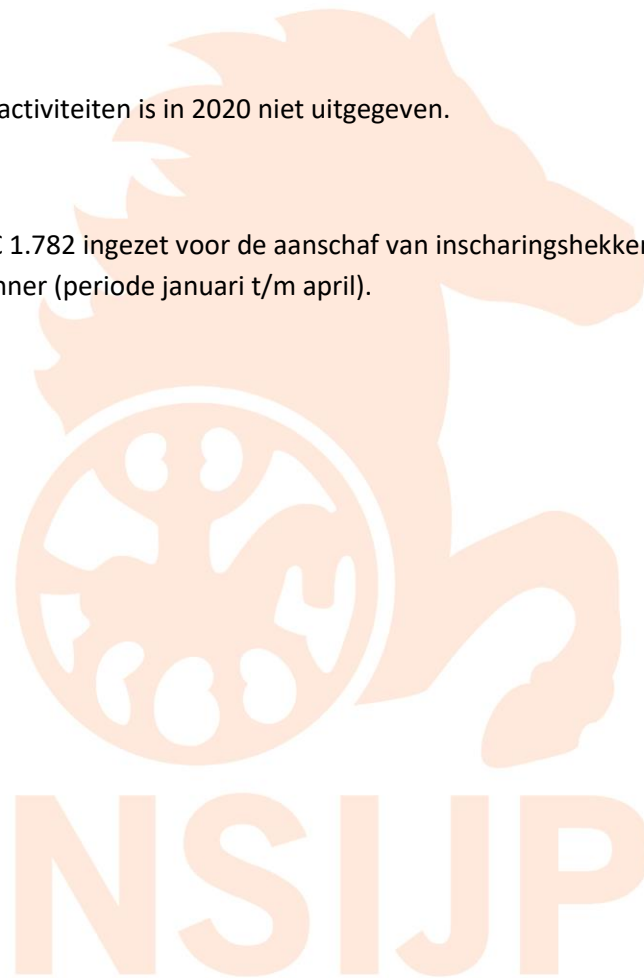 activiteiten is in 2020 niet uitgegeven.
€ 1.782 ingezet voor de aanschaf van inscharingshekken
nner (periode januari t/m april).
NSIJP